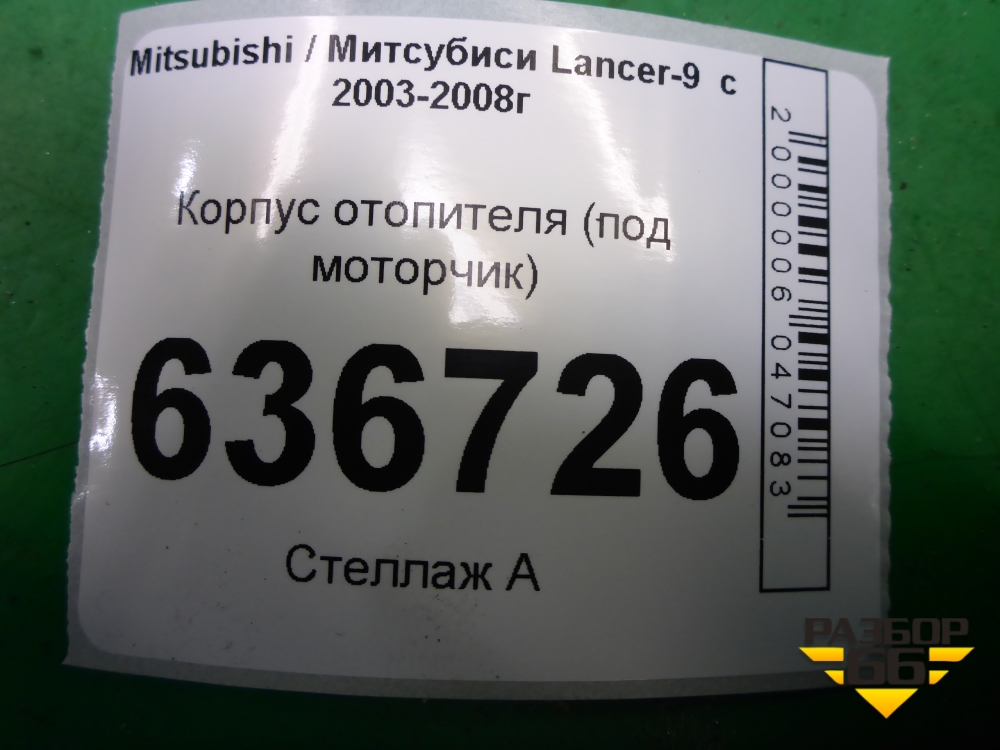 Mitsubishi / Митсубиси Lancer-9 с
2003-2008г
Корпус отопителя (под
моторчик)
636726
Стеллаж А
2000006047083
РАЗБОР
66